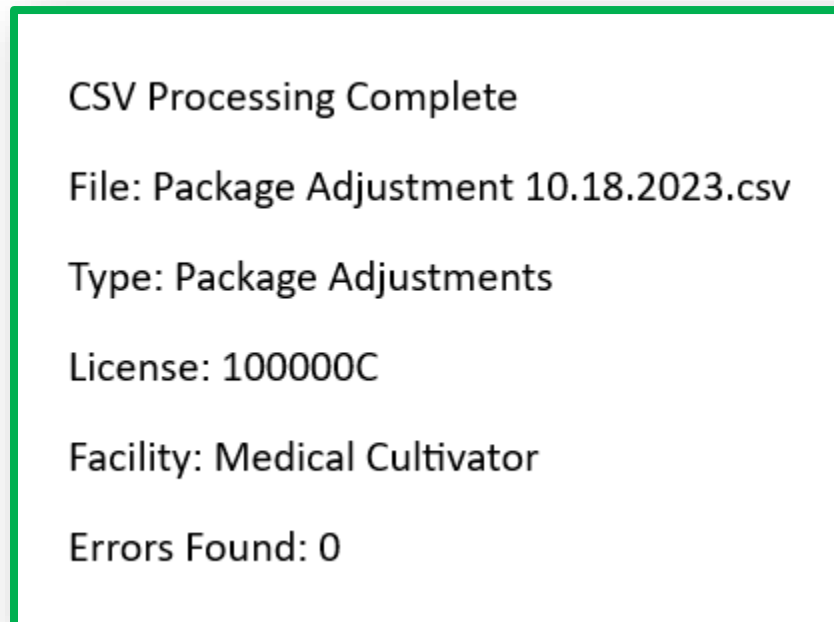 CSV Processing Complete
File: Package Adjustment 10.18.2023.csv
Type: Package Adjustments
License: 100000C
Facility: Medical Cultivator
Errors Found: 0